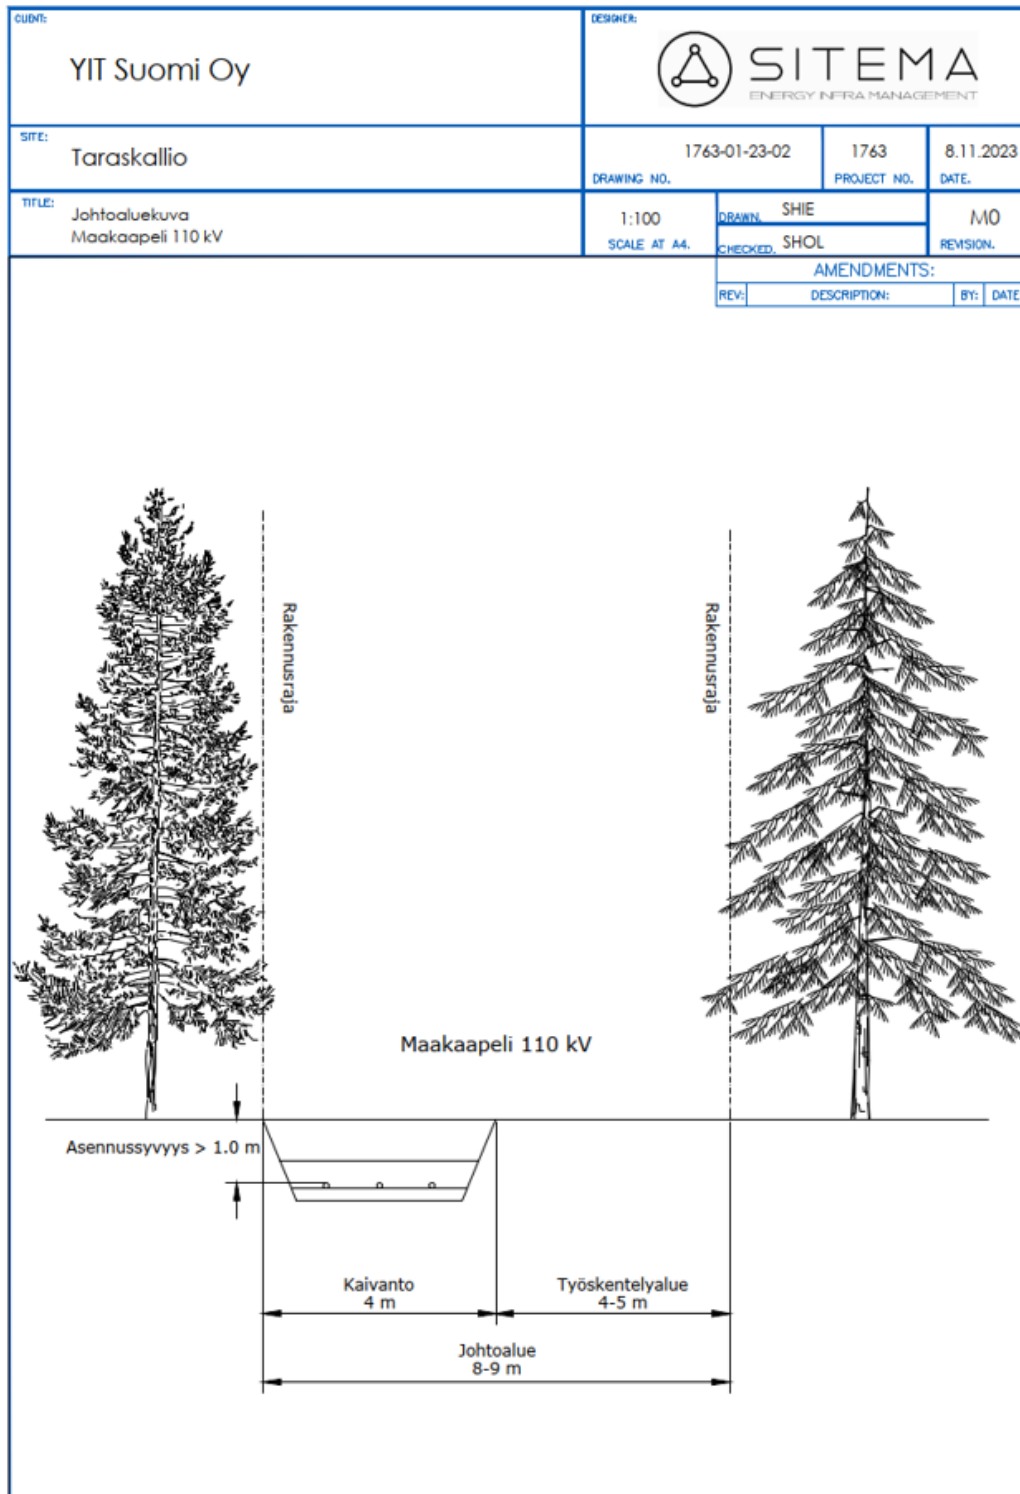 CLIENT:
YIT Suomi Oy
DESIGNER:
SITEMA
ENERGY INFRA MANAGEMENT
SITE:
Taraskallio
1763-01-23-02
DRAWING NO.
1763
PROJECT NO.
8.11.2023
DATE.
TITLE:
Johtoaluekuva
Maakaapeli 110 kV
1:100
SCALE AT A4.
DRAWN. SHIE
CHECKED. SHOL
M0
REVISION.
AMENDMENTS:
REV: DESCRIPTION: BY: DATE
Rakennusraja
Rakennusraja
Maakaapeli 110 kV
Asennussyvyys > 1.0 m
Kaivanto
4 m
Työskentelyalue
4-5 m
Johtoalue
8-9 m